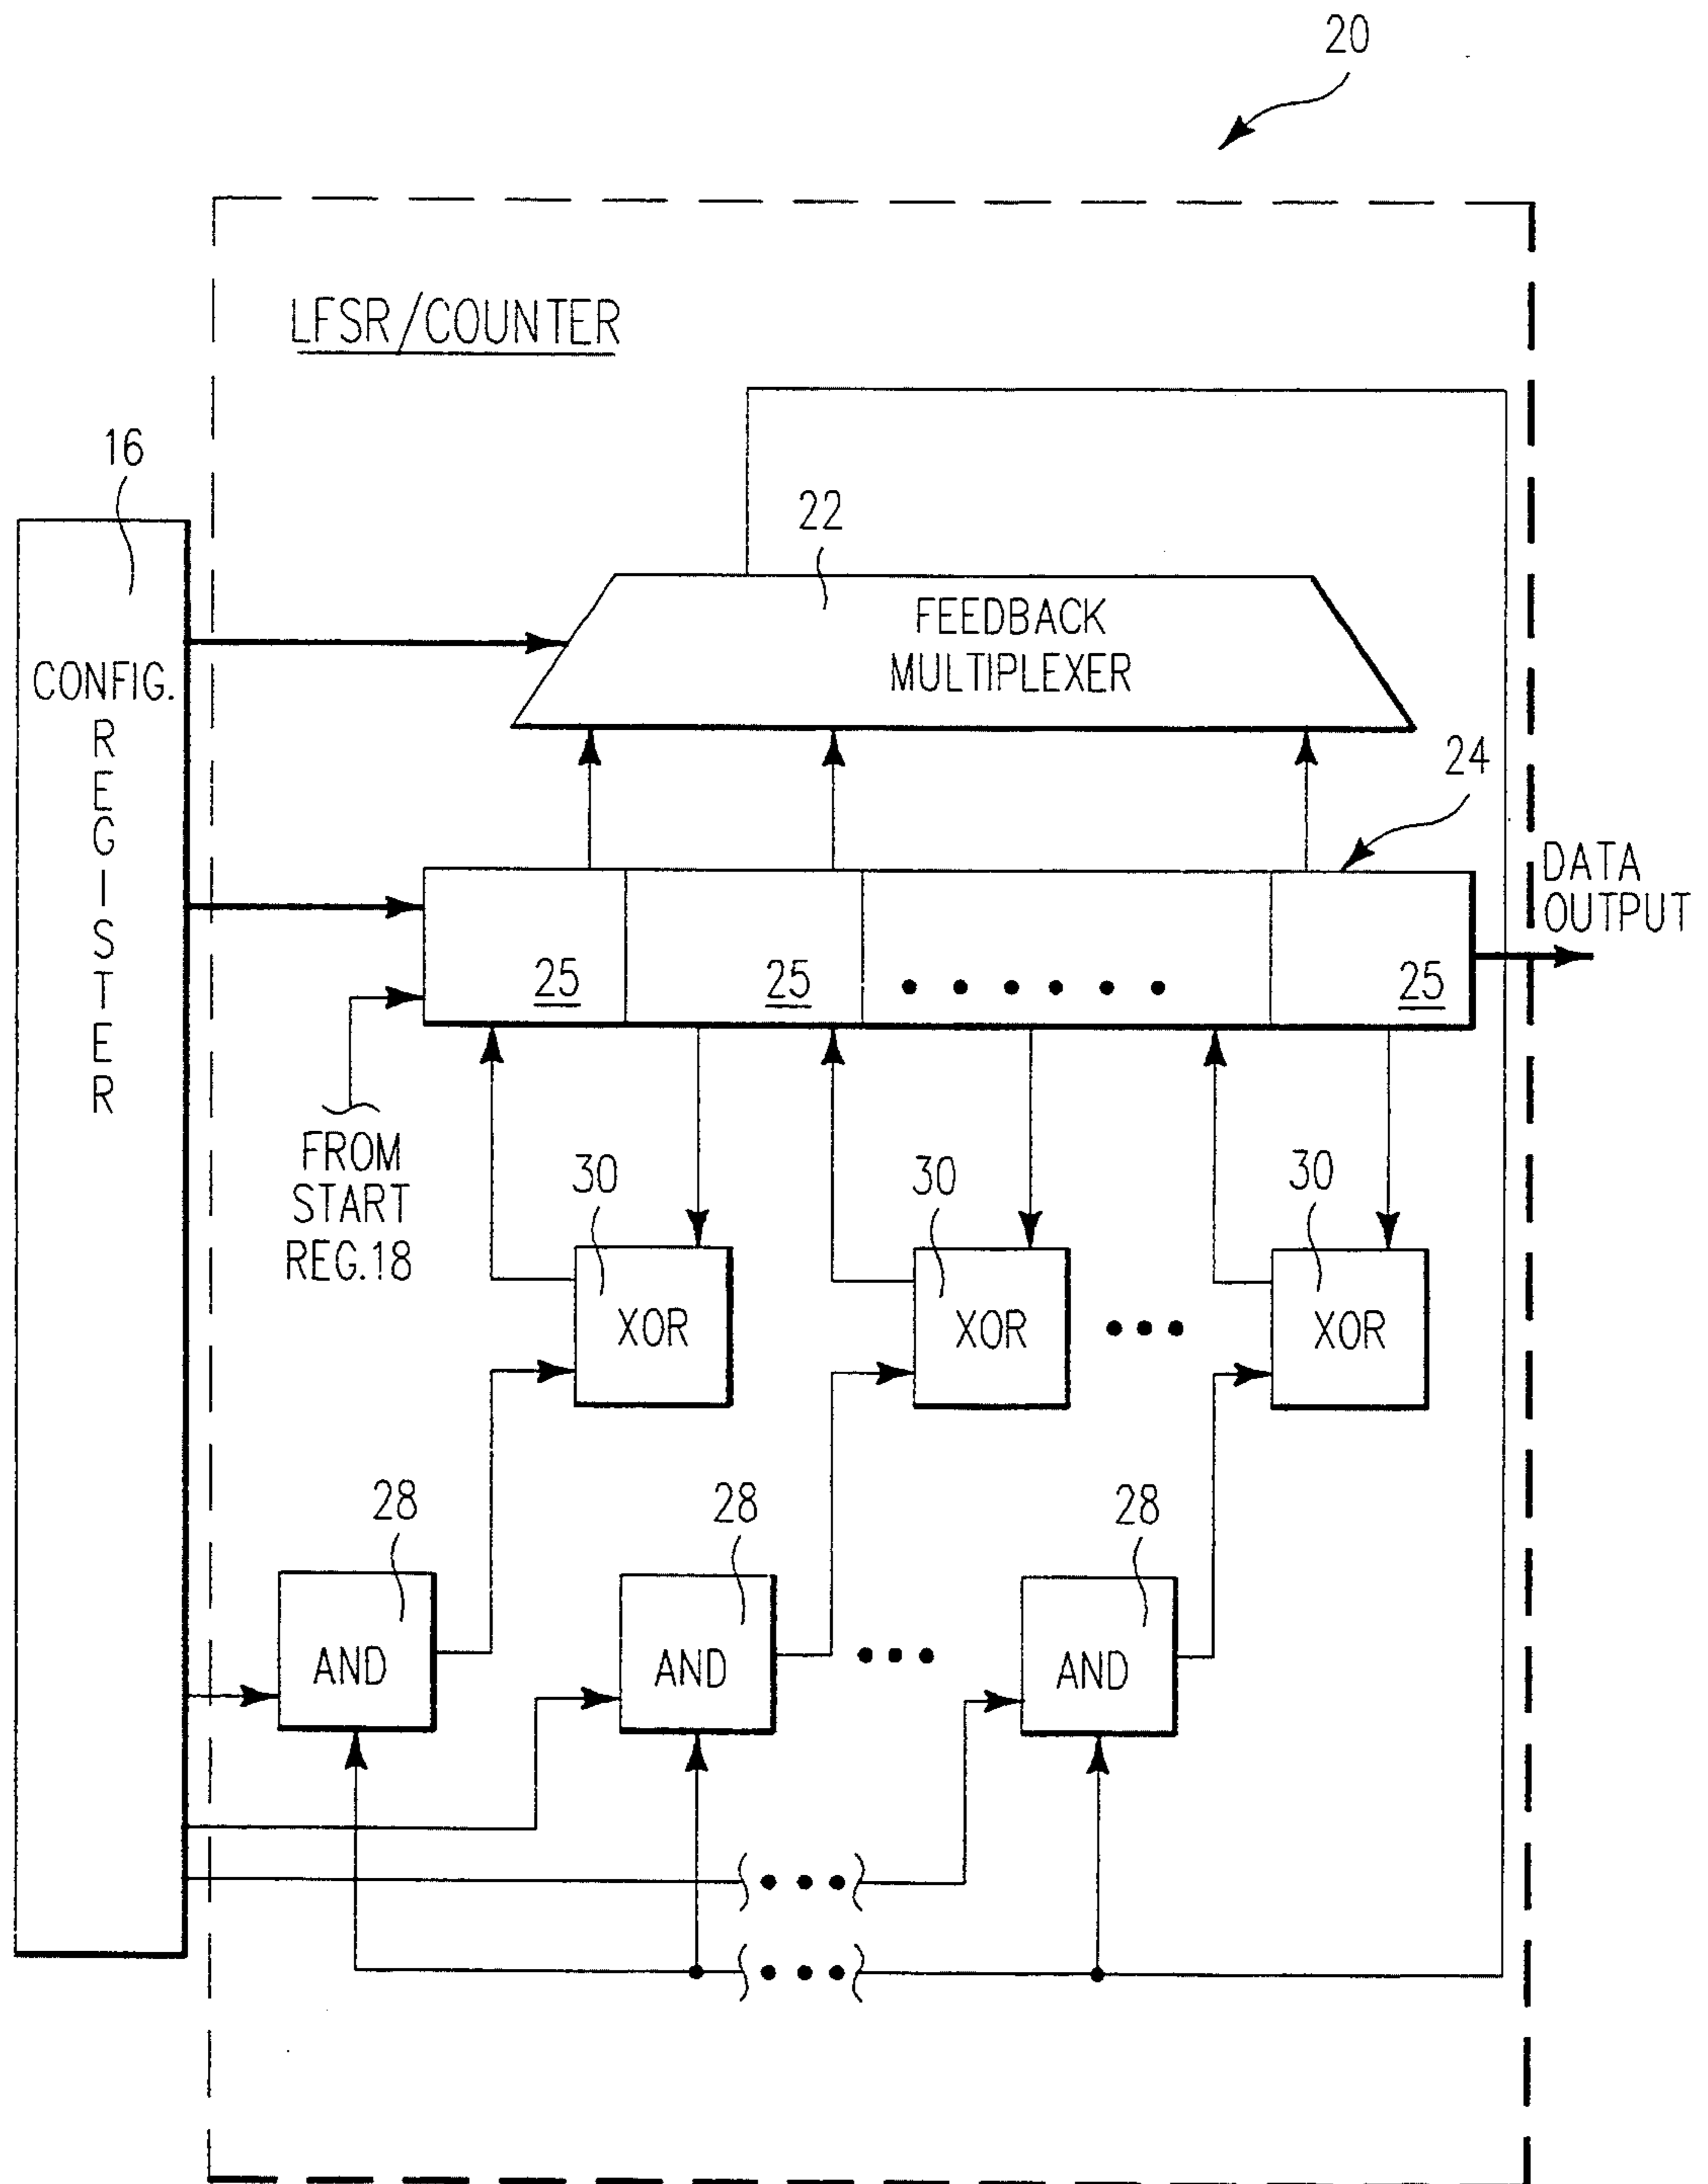 20
LFSR/COUNTER
16
22
FEEDBACK
MULTIPLEXER
CONFIG.
REGISTER
24
DATA
OUTPUT
25
25
25
FROM
START
REG.18
30
30
30
XOR
XOR
XOR
28
28
28
AND
AND
AND